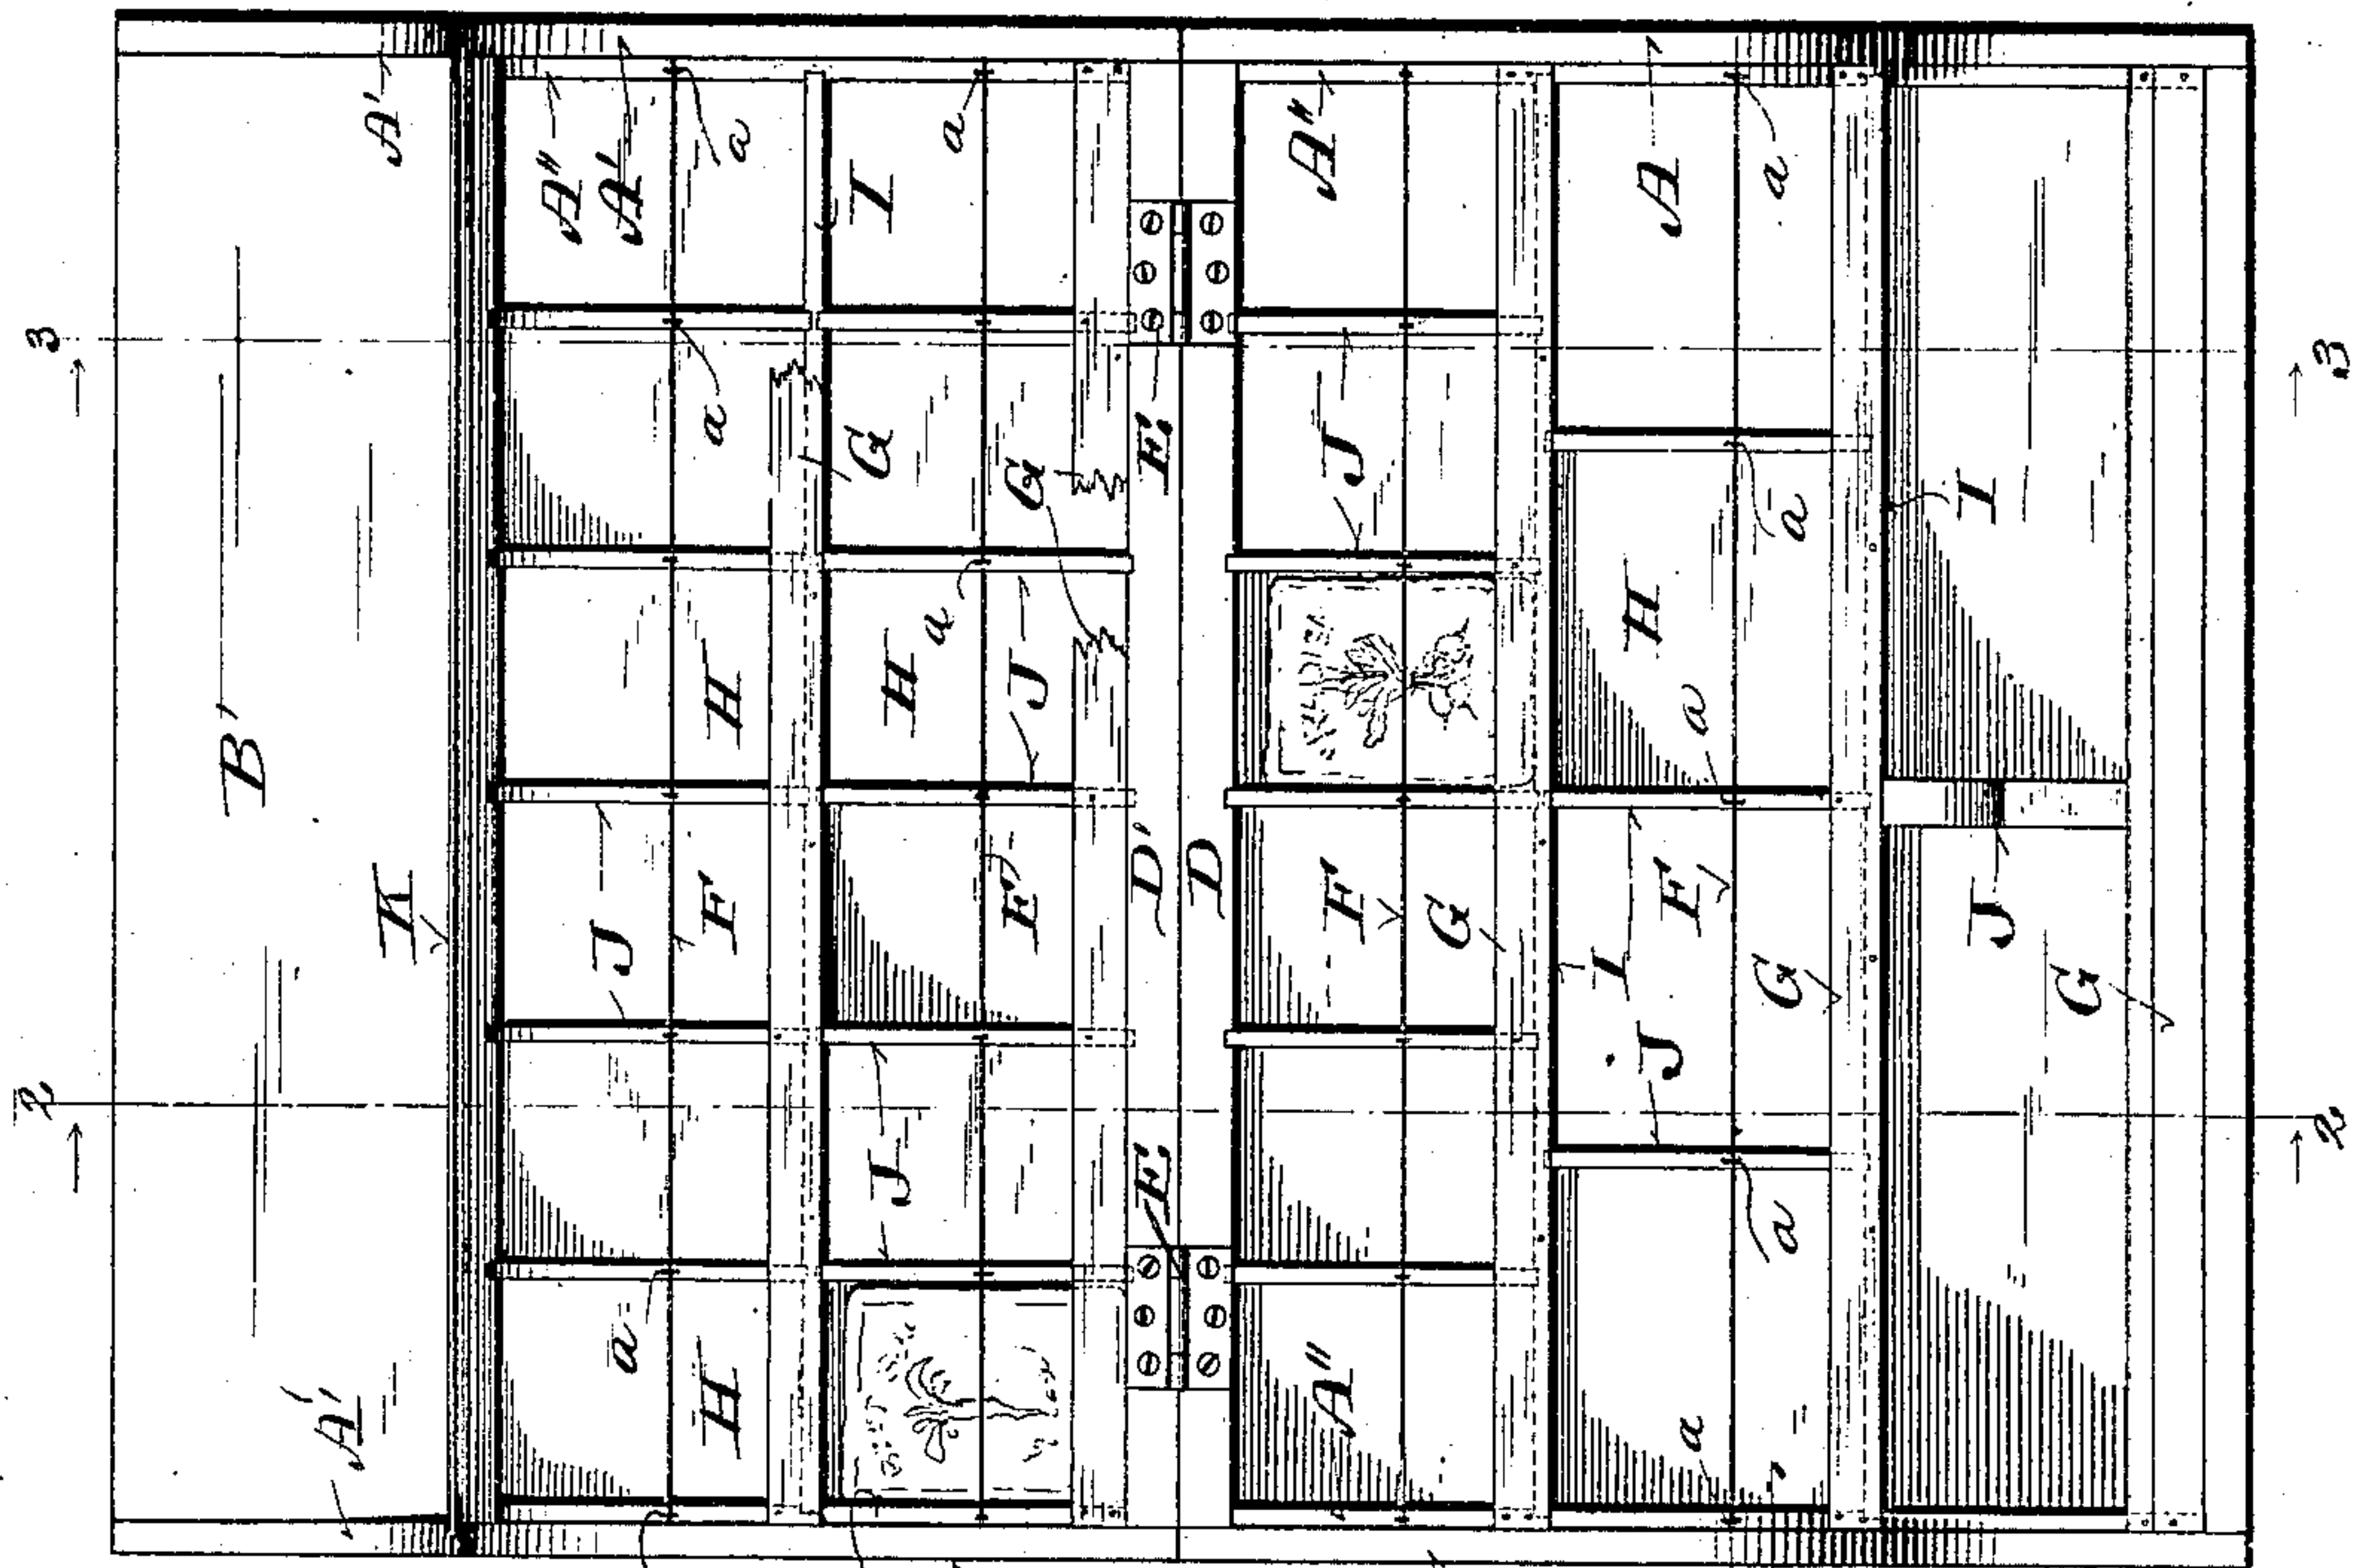 3 3
A' A'' A' a I a A'' A a
a G G E J a I
B' H H a J H a
K J F F D' D F G I F G J G
2 J J 2
E a
A' a H A'' a